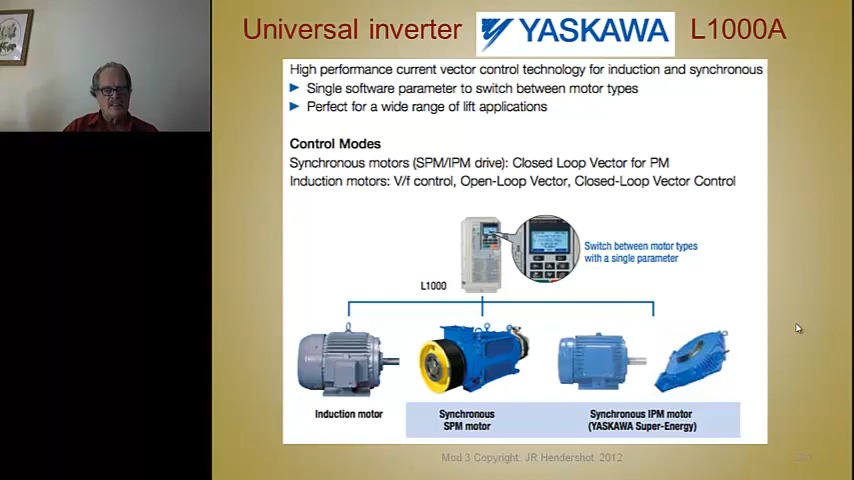 Universal inverter YASKAWA L1000A
High performance current vector control technology for induction and synchronous
Single software parameter to switch between motor types
Perfect for a wide range of lift applications
Control Modes
Synchronous motors (SPM/IPM drive): Closed Loop Vector for PM
Induction motors: V/f control, Open-Loop Vector, Closed-Loop Vector Control
Switch between motor types
with a single parameter
L1000
Induction motor
Synchronous
SPM motor
Synchronous IPM motor
(YASKAWA Super-Energy)
Mod 3 Copyright: JR Hendershot 2012